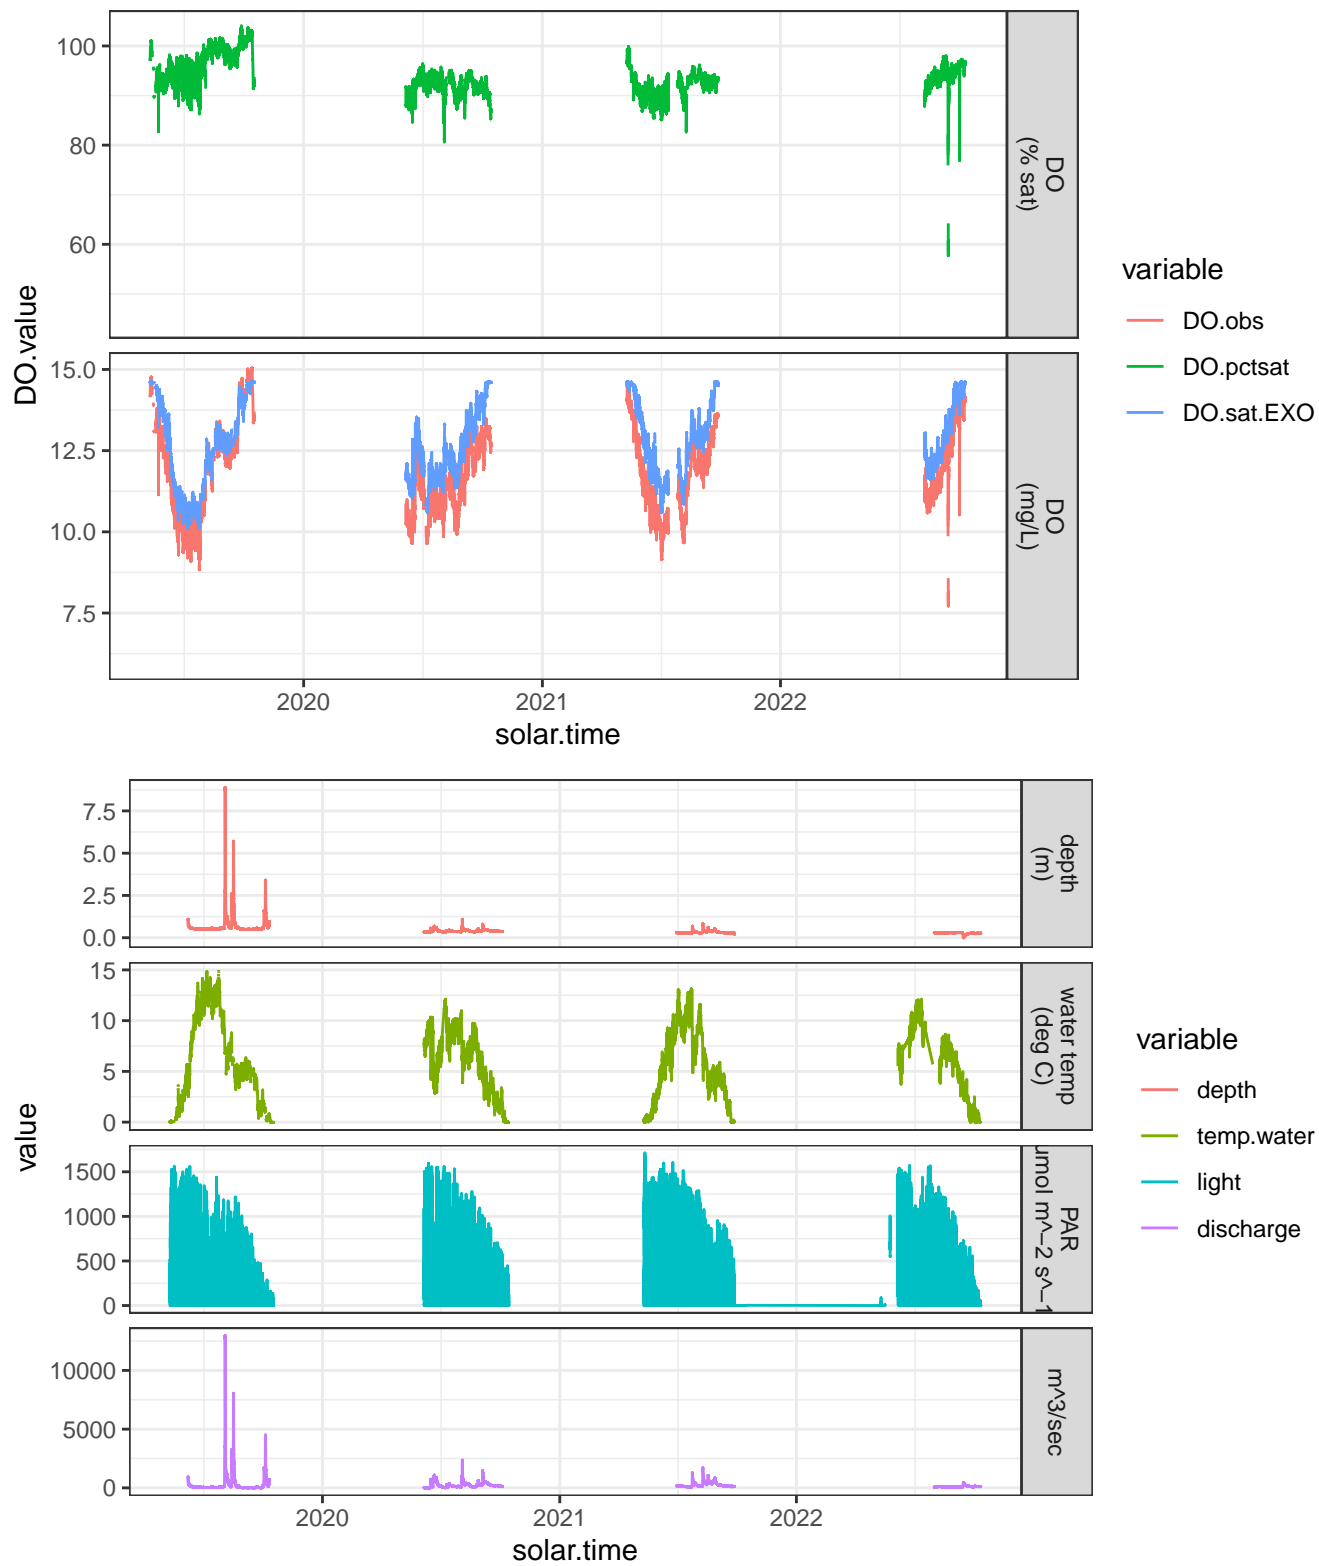 100
80
60
DO
(% sat)
15.0
12.5
10.0
7.5
DO
(mg/L)
DO.value
2020
2021
2022
solar.time
variable
DO.obs
DO.pctsat
DO.sat.EXO
7.5
5.0
2.5
0.0
depth
(m)
15
10
5
0
water temp
(deg C)
1500
1000
500
0
PAR
umol m^-2 s^-1
10000
5000
0
m^3/sec
value
2020
2021
2022
solar.time
variable
depth
temp.water
light
discharge